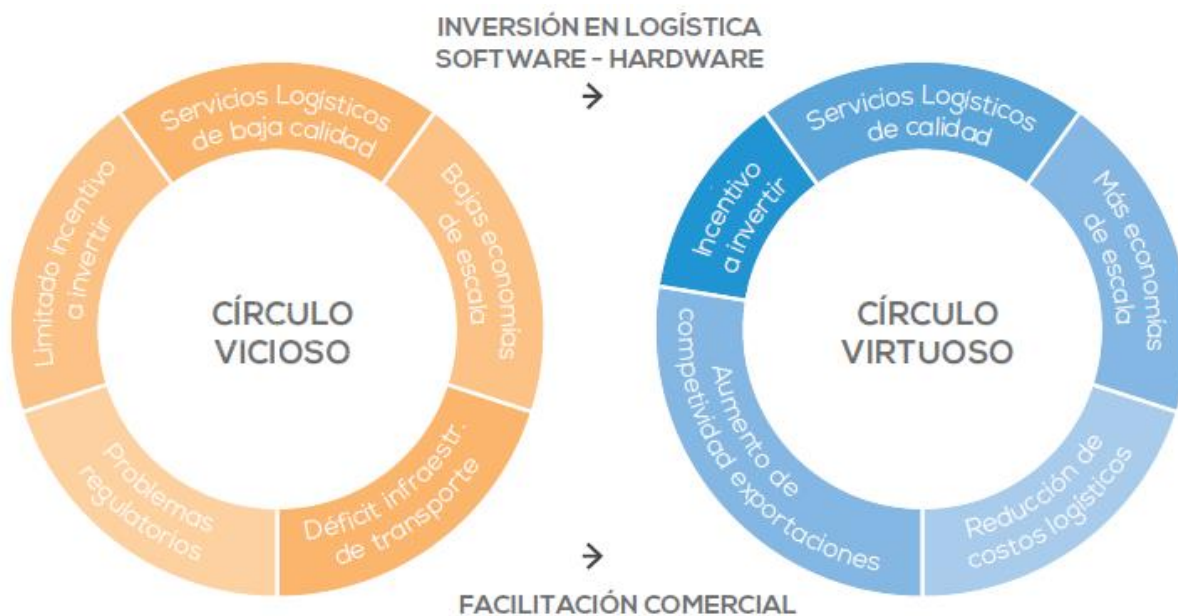 INVERSIÓN EN LOGÍSTICA
SOFTWARE - HARDWARE
Servicios Logísticos
de baja calidad
Bajas economías
de escala
Déficit infraestr.
de transporte
Problemas
regulatorios
Limitado incentivo
a invertir
CÍRCULO
VICIOSO
Servicios Logísticos
de calidad
Más economías
de escala
Reducción de
costos logísticos
Aumento de
competividad exportaciones
Incentivo
a invertir
CÍRCULO
VIRTUOSO
FACILITACIÓN COMERCIAL